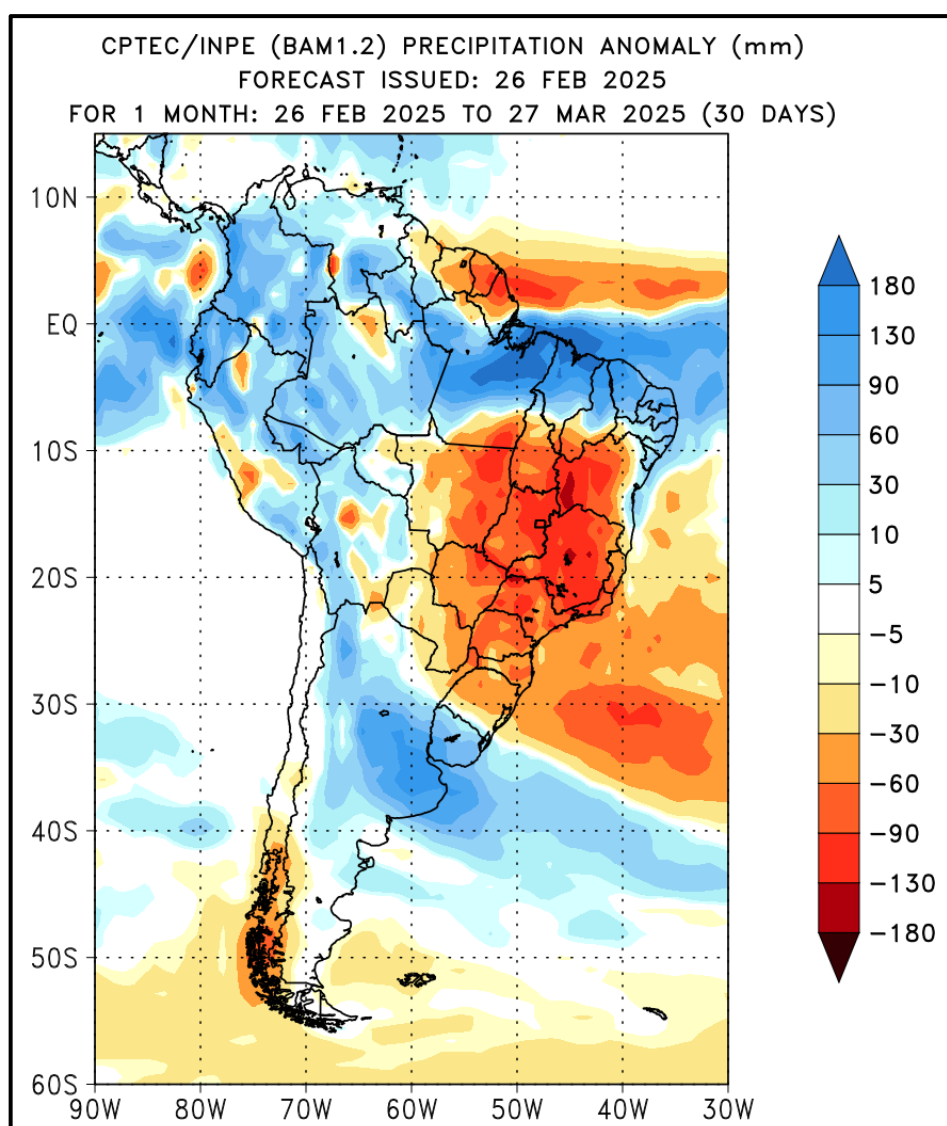 CPTEC/INPE (BAM1.2) PRECIPITATION ANOMALY (mm)
FORECAST ISSUED: 26 FEB 2025
FOR 1 MONTH: 26 FEB 2025 TO 27 MAR 2025 (30 DAYS)
10N
EQ
10S
20S
30S
40S
50S
60S
90W 80W 70W 60W 50W 40W 30W
180
130
90
60
30
10
5
−5
−10
−30
−60
−90
−130
−180